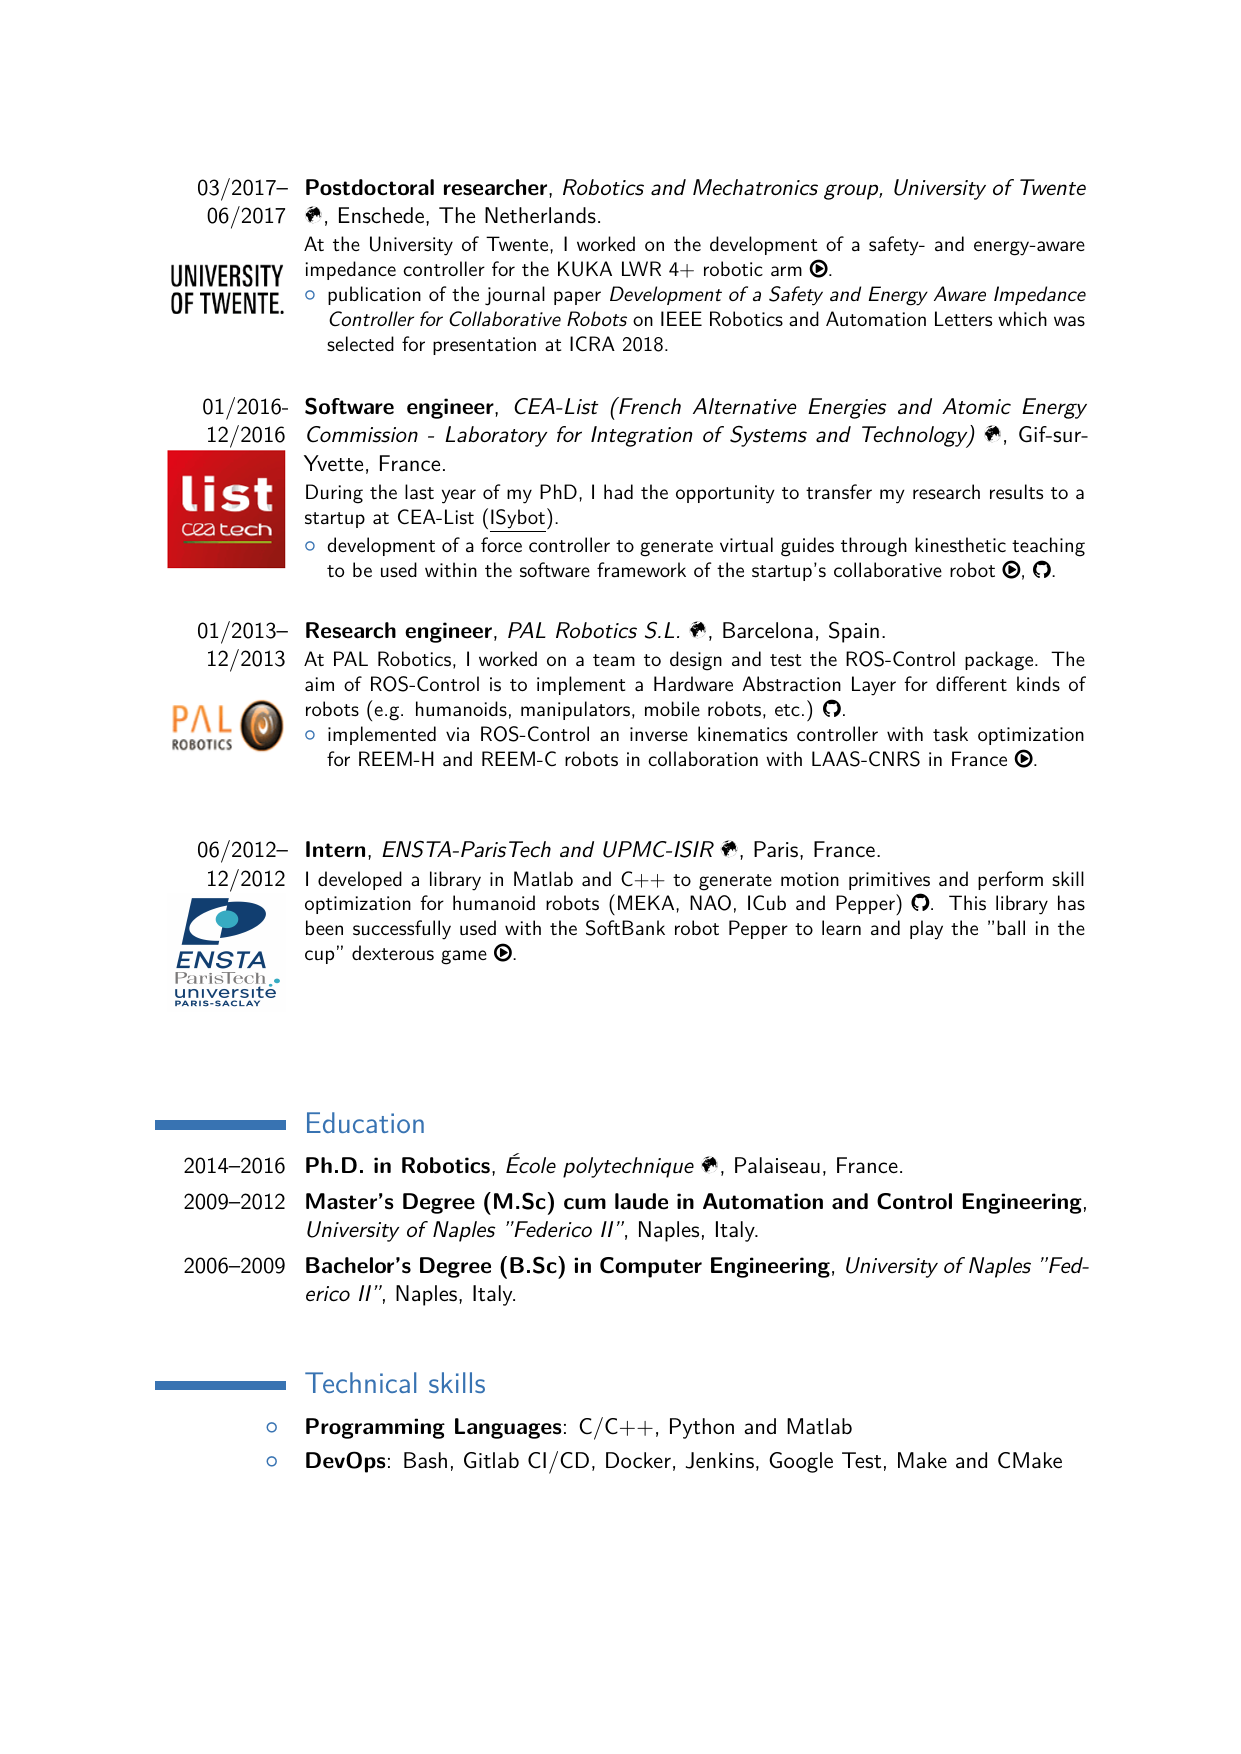 03/2017– Postdoctoral researcher, Robotics and Mechatronics group, University of Twente
06/2017 , Enschede, The Netherlands.
At the University of Twente, I worked on the development of a safety- and energy-aware
impedance controller for the KUKA LWR 4+ robotic arm .
UNIVERSITY
OF TWENTE.
○ publication of the journal paper Development of a Safety and Energy Aware Impedance
Controller for Collaborative Robots on IEEE Robotics and Automation Letters which was
selected for presentation at ICRA 2018.
01/2016- Software engineer, CEA-List (French Alternative Energies and Atomic Energy
12/2016 Commission - Laboratory for Integration of Systems and Technology) , Gif-sur-
Yvette, France.
list
cea tech
During the last year of my PhD, I had the opportunity to transfer my research results to a
startup at CEA-List (ISybot).
○ development of a force controller to generate virtual guides through kinesthetic teaching
to be used within the software framework of the startup's collaborative robot , .
01/2013– Research engineer, PAL Robotics S.L. , Barcelona, Spain.
12/2013 At PAL Robotics, I worked on a team to design and test the ROS-Control package. The
aim of ROS-Control is to implement a Hardware Abstraction Layer for different kinds of
robots (e.g. humanoids, manipulators, mobile robots, etc.) .
PAL
ROBOTICS
○ implemented via ROS-Control an inverse kinematics controller with task optimization
for REEM-H and REEM-C robots in collaboration with LAAS-CNRS in France .
06/2012– Intern, ENSTA-ParisTech and UPMC-ISIR , Paris, France.
12/2012 I developed a library in Matlab and C++ to generate motion primitives and perform skill
optimization for humanoid robots (MEKA, NAO, ICub and Pepper) . This library has
been successfully used with the SoftBank robot Pepper to learn and play the ”ball in the
cup” dexterous game .
ENSTA
ParisTech
université
PARIS-SACLAY
Education
2014–2016 Ph.D. in Robotics, École polytechnique , Palaiseau, France.
2009–2012 Master's Degree (M.Sc) cum laude in Automation and Control Engineering,
University of Naples ”Federico II”, Naples, Italy.
2006–2009 Bachelor's Degree (B.Sc) in Computer Engineering, University of Naples ”Fed-
erico II”, Naples, Italy.
Technical skills
○ Programming Languages: C/C++, Python and Matlab
○ DevOps: Bash, Gitlab CI/CD, Docker, Jenkins, Google Test, Make and CMake